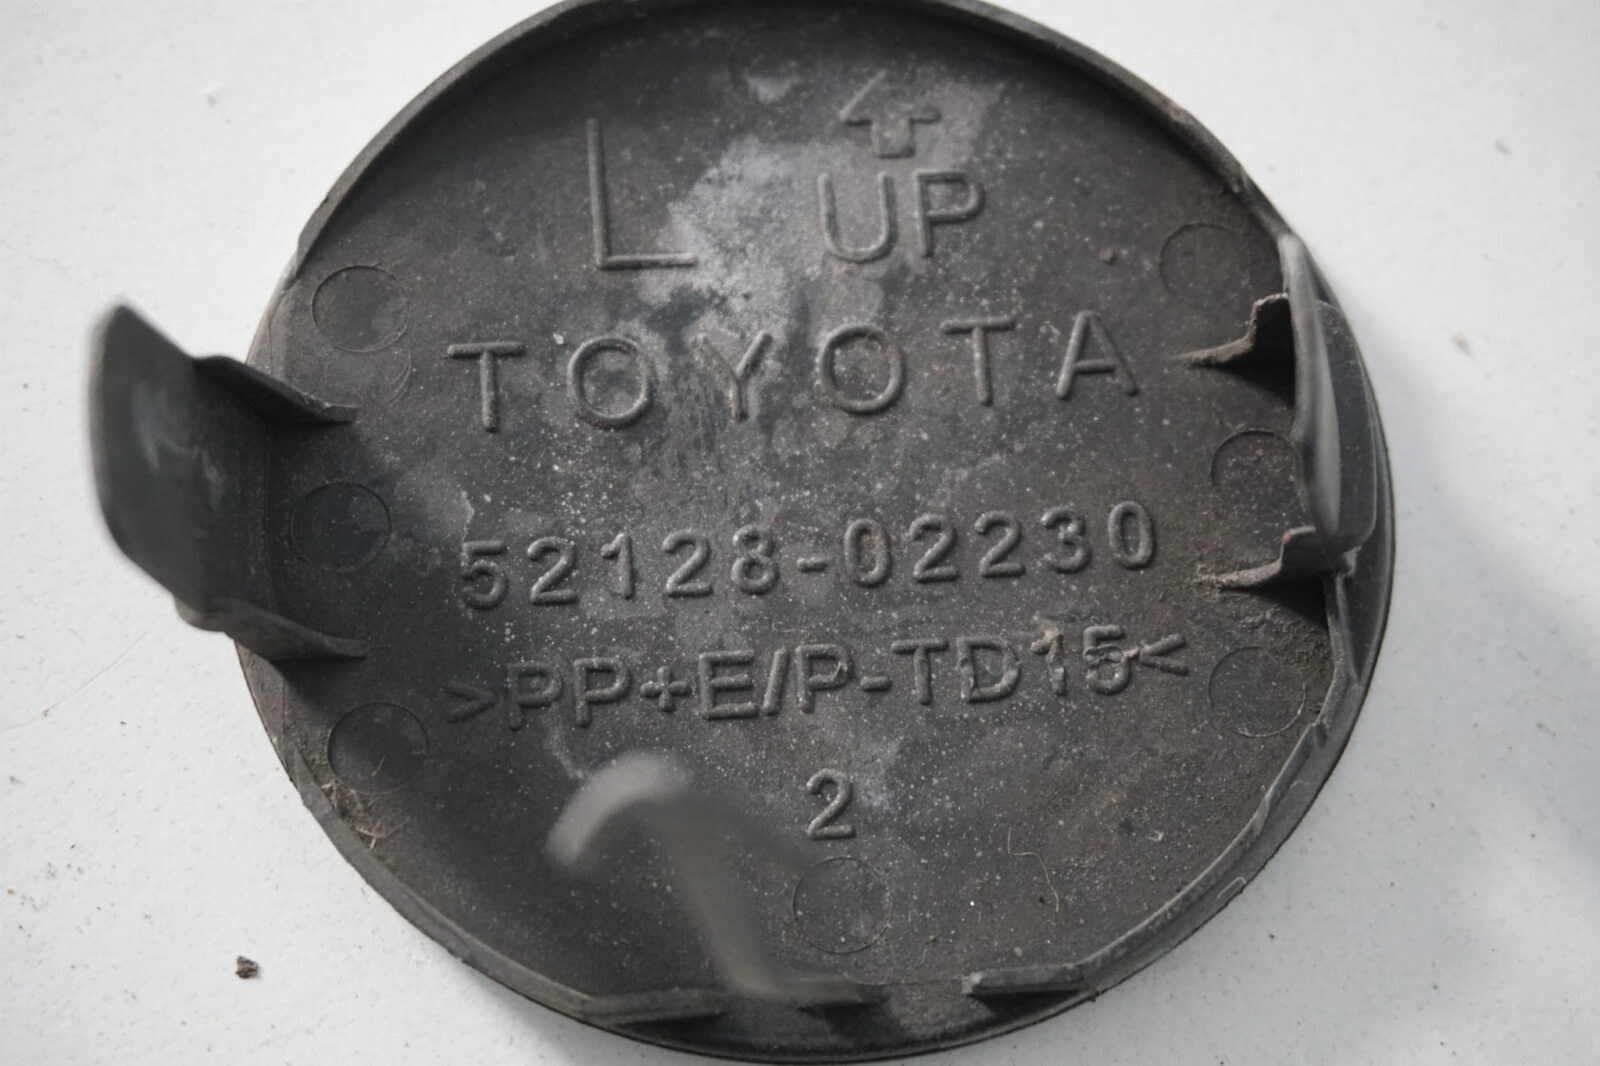 L UP
TOYOTA
52128-02230
>PP+E/P-TD15<
2